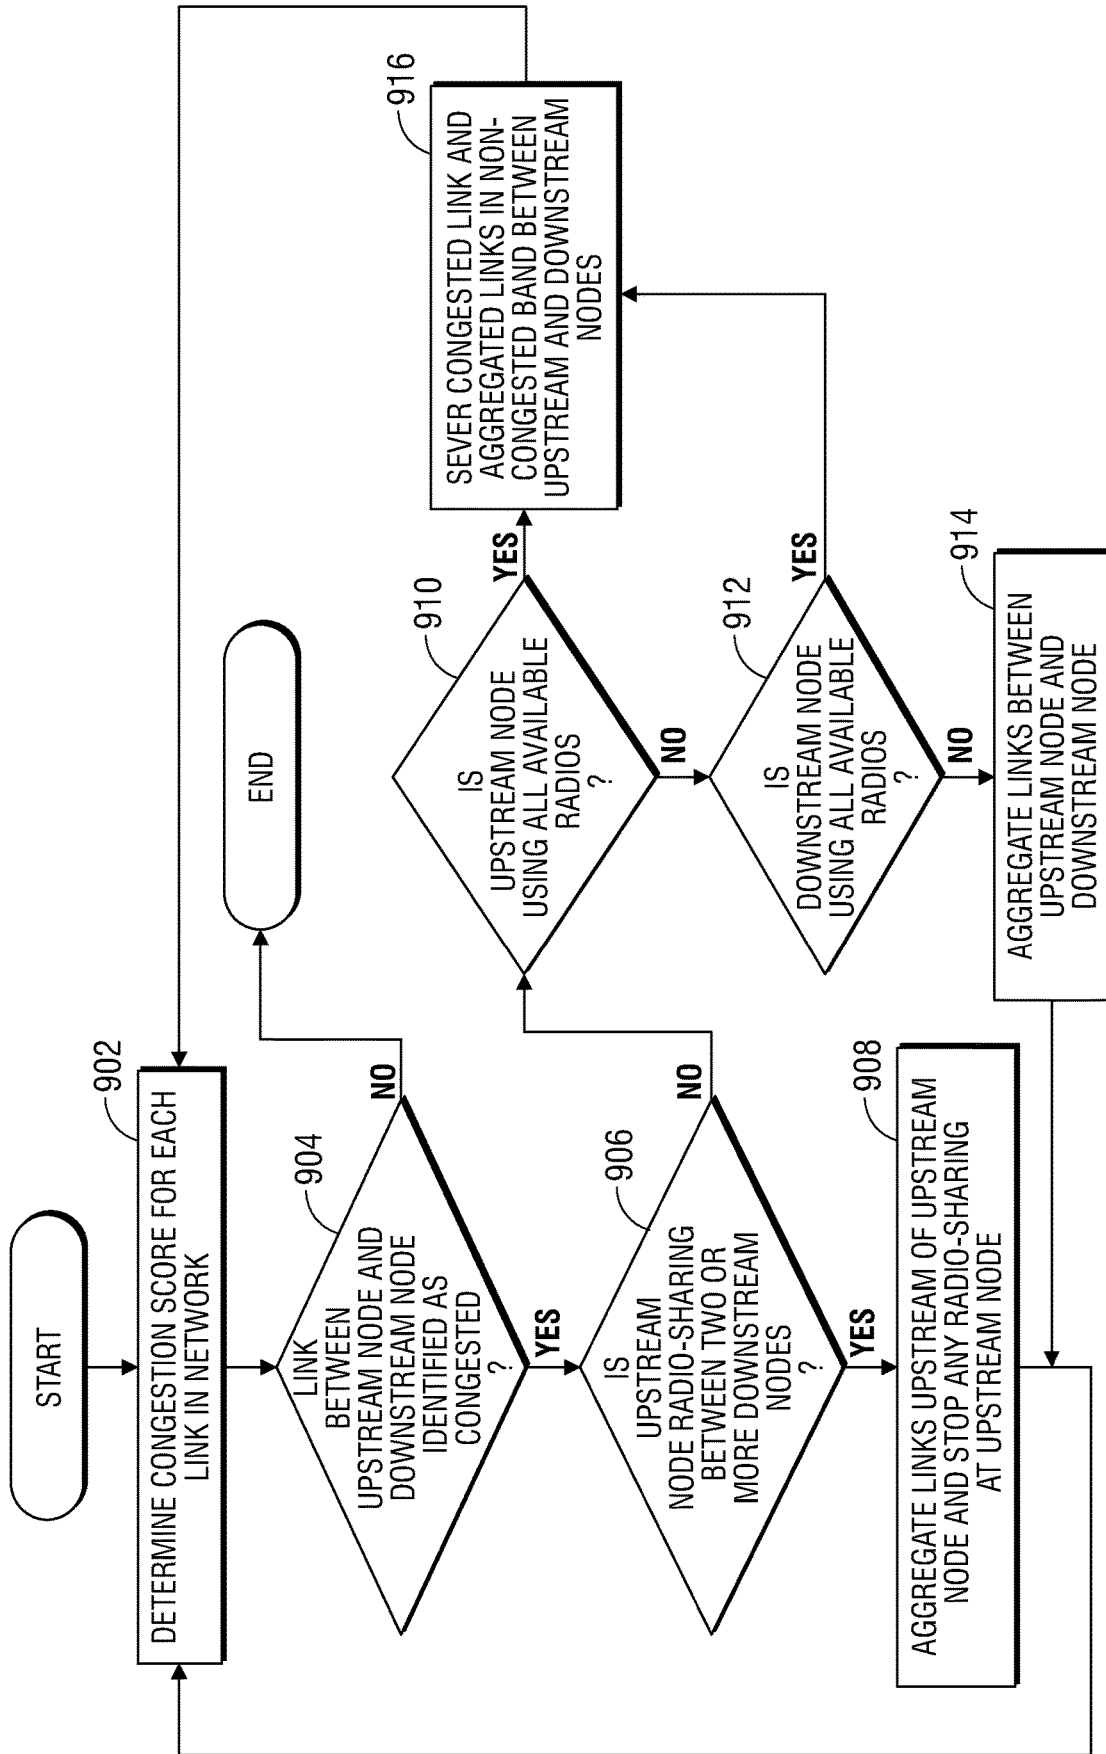 START
902
DETERMINE CONGESTION SCORE FOR EACH
LINK IN NETWORK
904
LINK
BETWEEN
UPSTREAM NODE AND
DOWNSTREAM NODE
IDENTIFIED AS
CONGESTED
?
NO
YES
END
906
IS
UPSTREAM
NODE RADIO-SHARING
BETWEEN TWO OR
MORE DOWNSTREAM
NODES
?
NO
YES
908
AGGREGATE LINKS UPSTREAM OF UPSTREAM
NODE AND STOP ANY RADIO-SHARING
AT UPSTREAM NODE
910
IS
UPSTREAM NODE
USING ALL AVAILABLE
RADIOS
?
YES
NO
912
IS
DOWNSTREAM NODE
USING ALL AVAILABLE
RADIOS
?
YES
NO
914
AGGREGATE LINKS BETWEEN
UPSTREAM NODE AND
DOWNSTREAM NODE
916
SEVER CONGESTED LINK AND
AGGREGATED LINKS IN NON-
CONGESTED BAND BETWEEN
UPSTREAM AND DOWNSTREAM
NODES